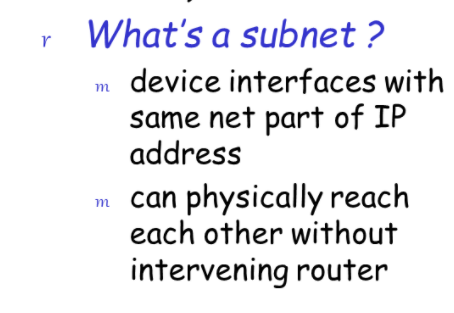 r What's a subnet ?
m device interfaces with
same net part of IP
address
m can physically reach
each other without
intervening router